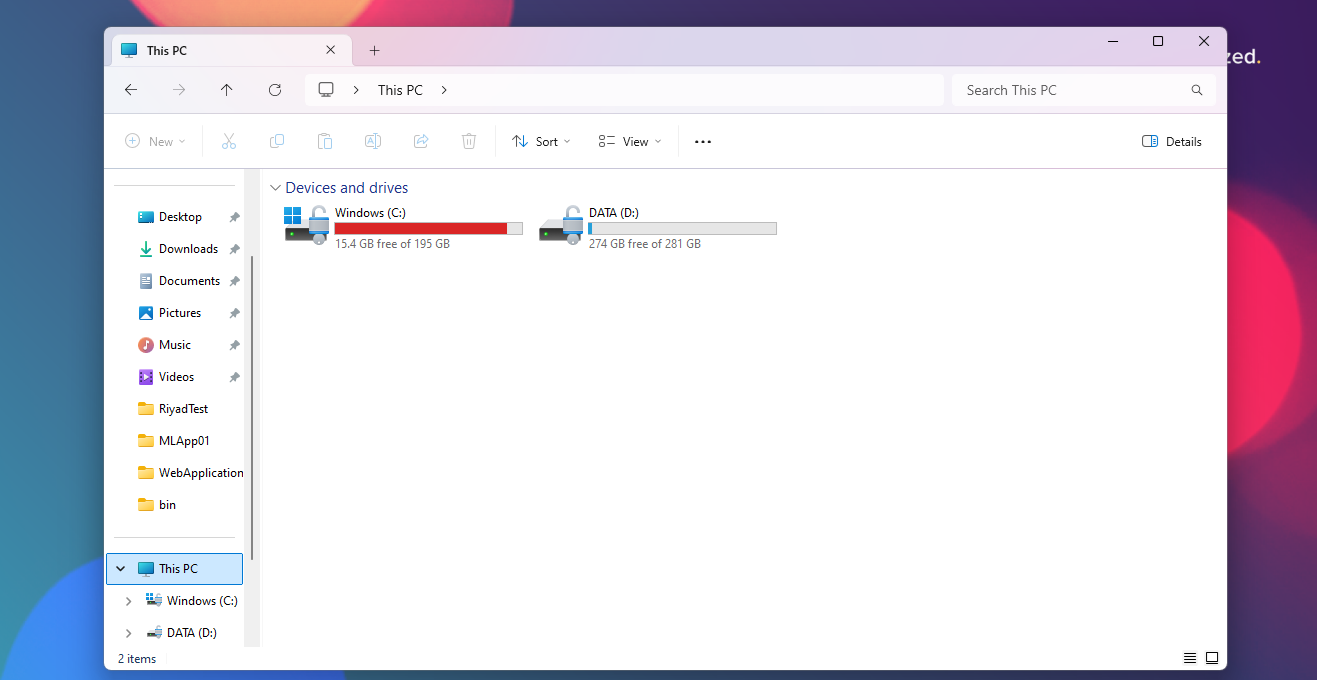 This PC
zed.
This PC
Search This PC
New
Sort
View
Details
Desktop
Downloads
Documents
Pictures
Music
Videos
RiyadTest
MLApp01
WebApplication
bin
This PC
Windows (C:)
DATA (D:)
Devices and drives
Windows (C:)
15.4 GB free of 195 GB
DATA (D:)
274 GB free of 281 GB
2 items